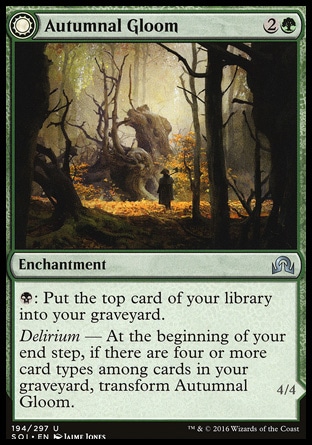 Autumnal Gloom 2
Enchantment
: Put the top card of your library
into your graveyard.
Delirium — At the beginning of your
end step, if there are four or more
card types among cards in your
graveyard, transform Autumnal
Gloom.
4/4
194/297 U
SOI • EN JAIME JONES
™ & © 2016 Wizards of the Coast